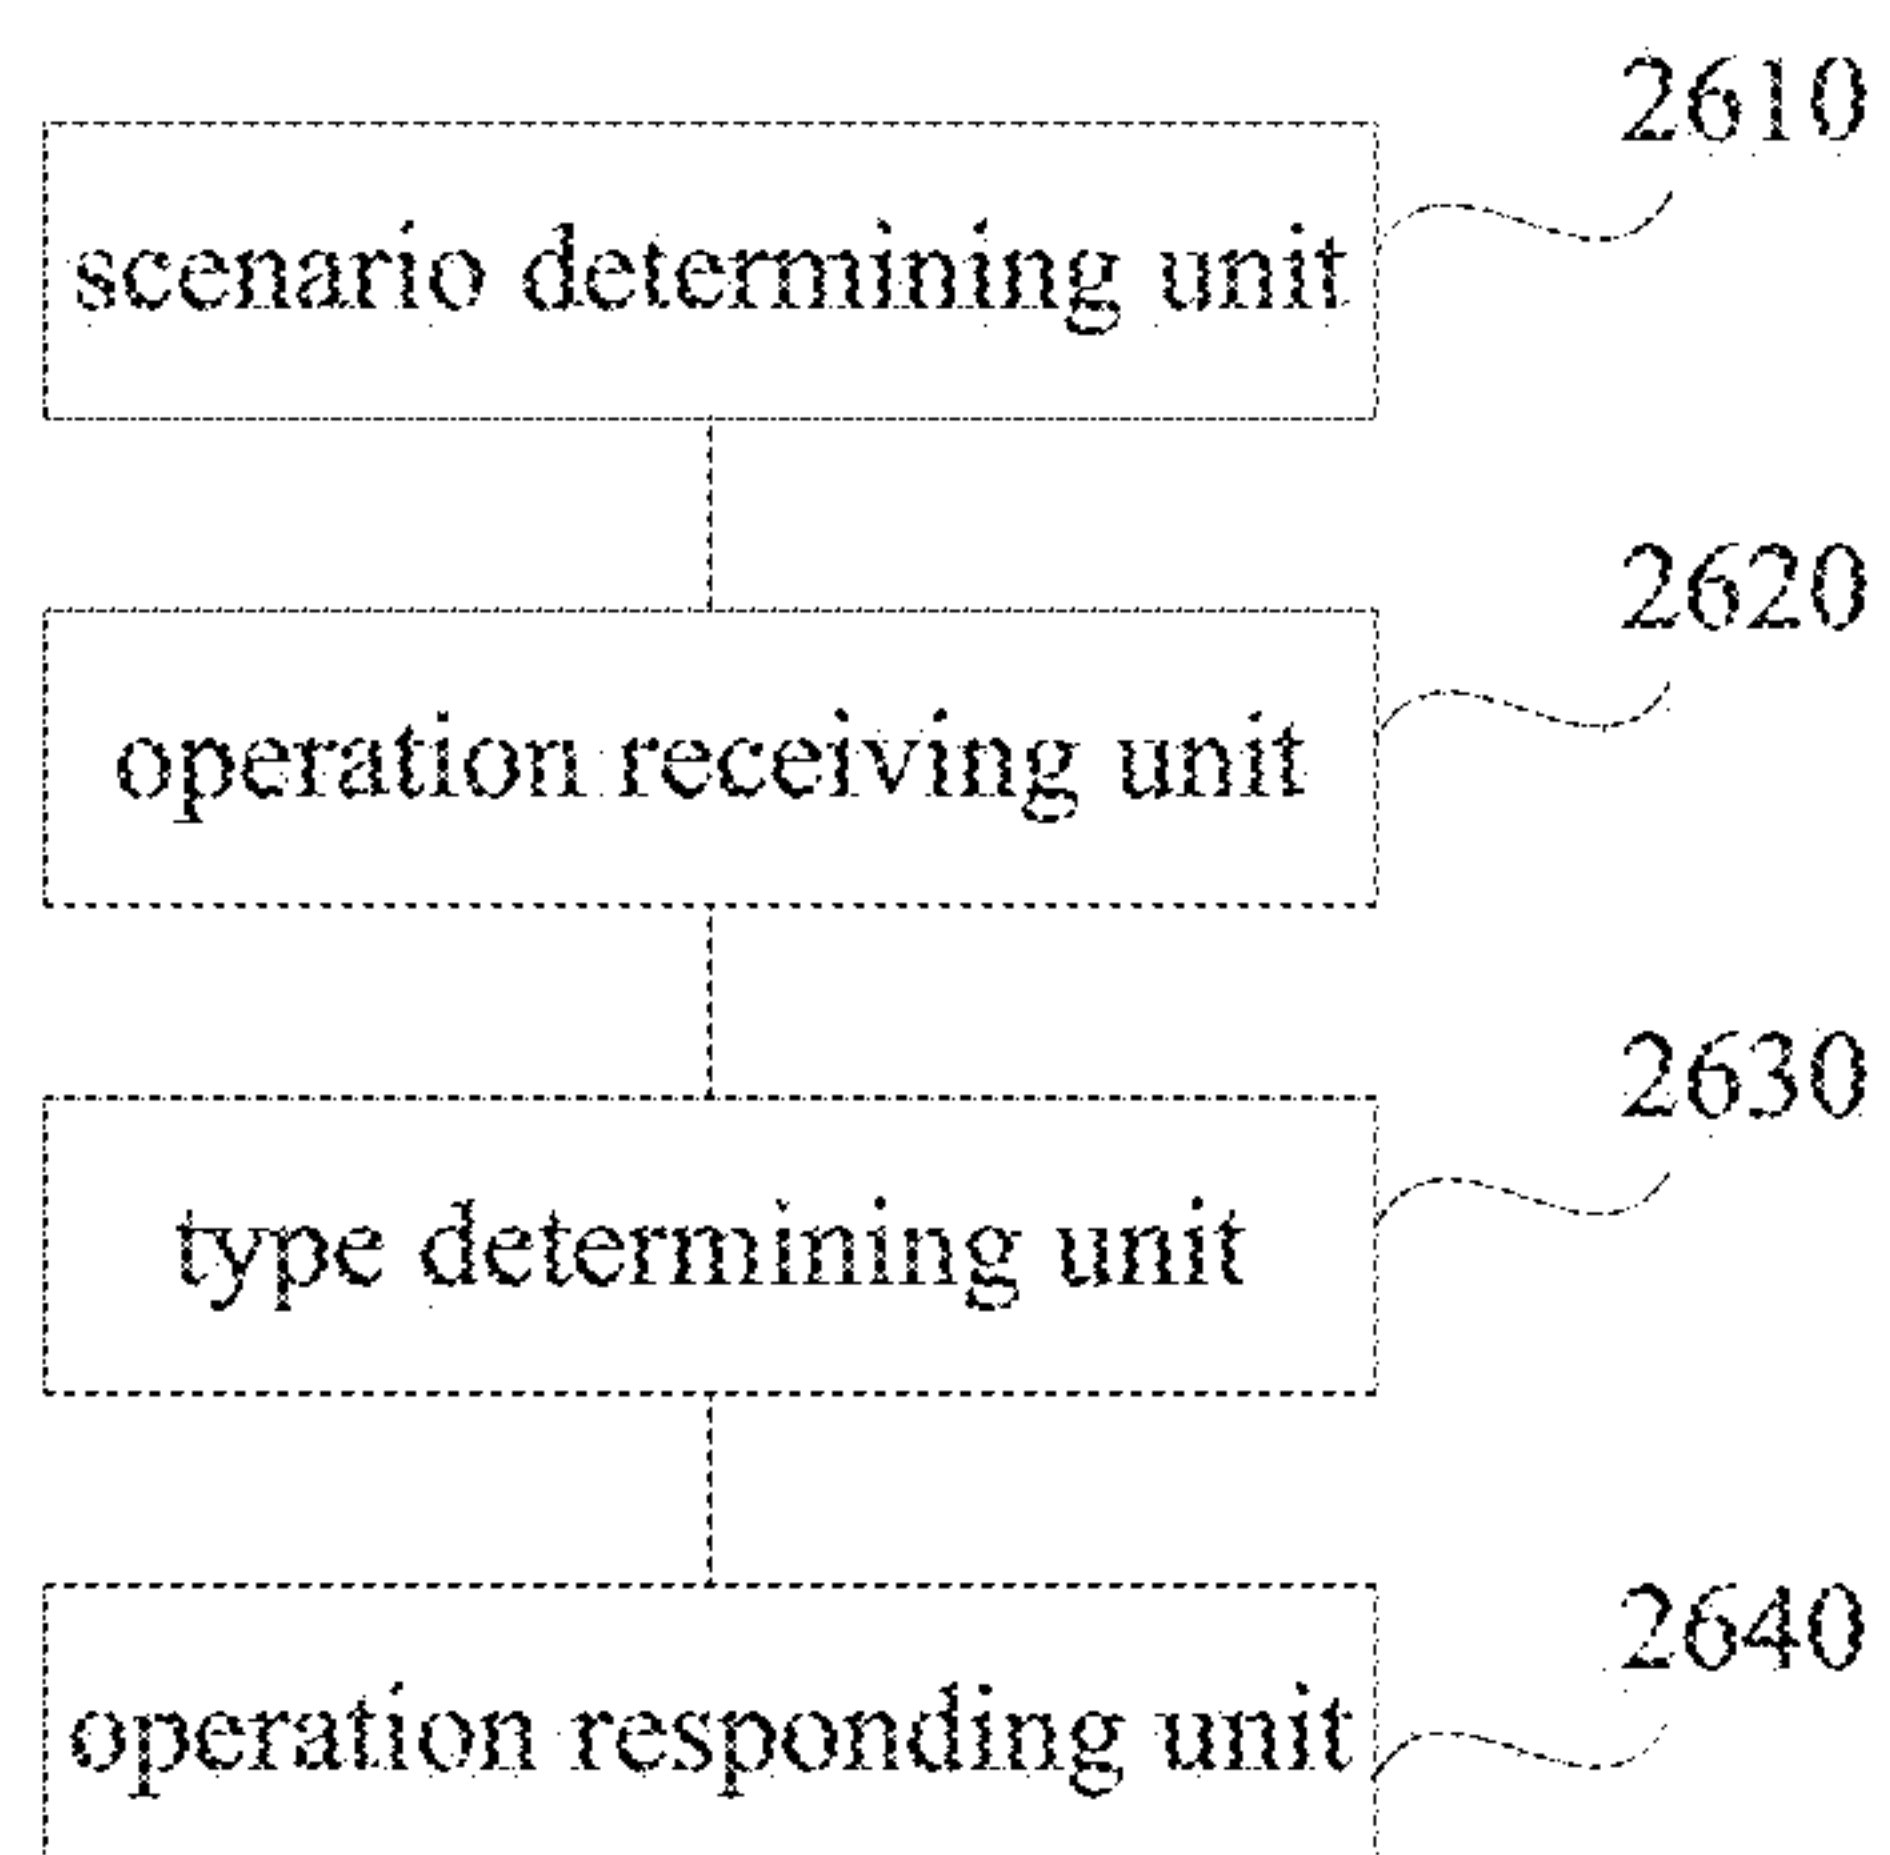 2610
scenario determining unit
2620
operation receiving unit
2630
type determining unit
2640
operation responding unit